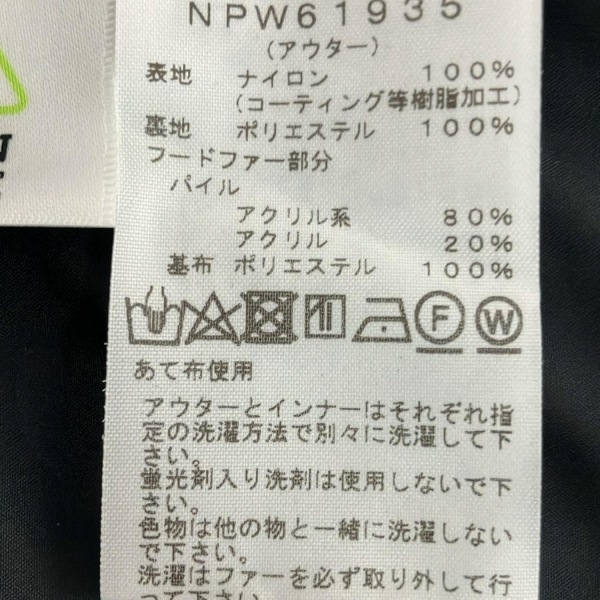 NPW61935
(アウター)
表地 ナイロン 100%
(コーティング等樹脂加工)
裏地 ポリエステル 100%
フードファー部分
パイル
アクリル系 80%
アクリル 20%
基布 ポリエステル 100%
F W
あて布使用
アウターとインナーはそれぞれ指
定の洗濯方法で別々に洗濯して下
さい。
蛍光剤入り洗剤は使用しないで下
さい。
色物は他の物と一緒に洗濯しない
で下さい。
洗濯はファーを必ず取り外して行
って下さい。